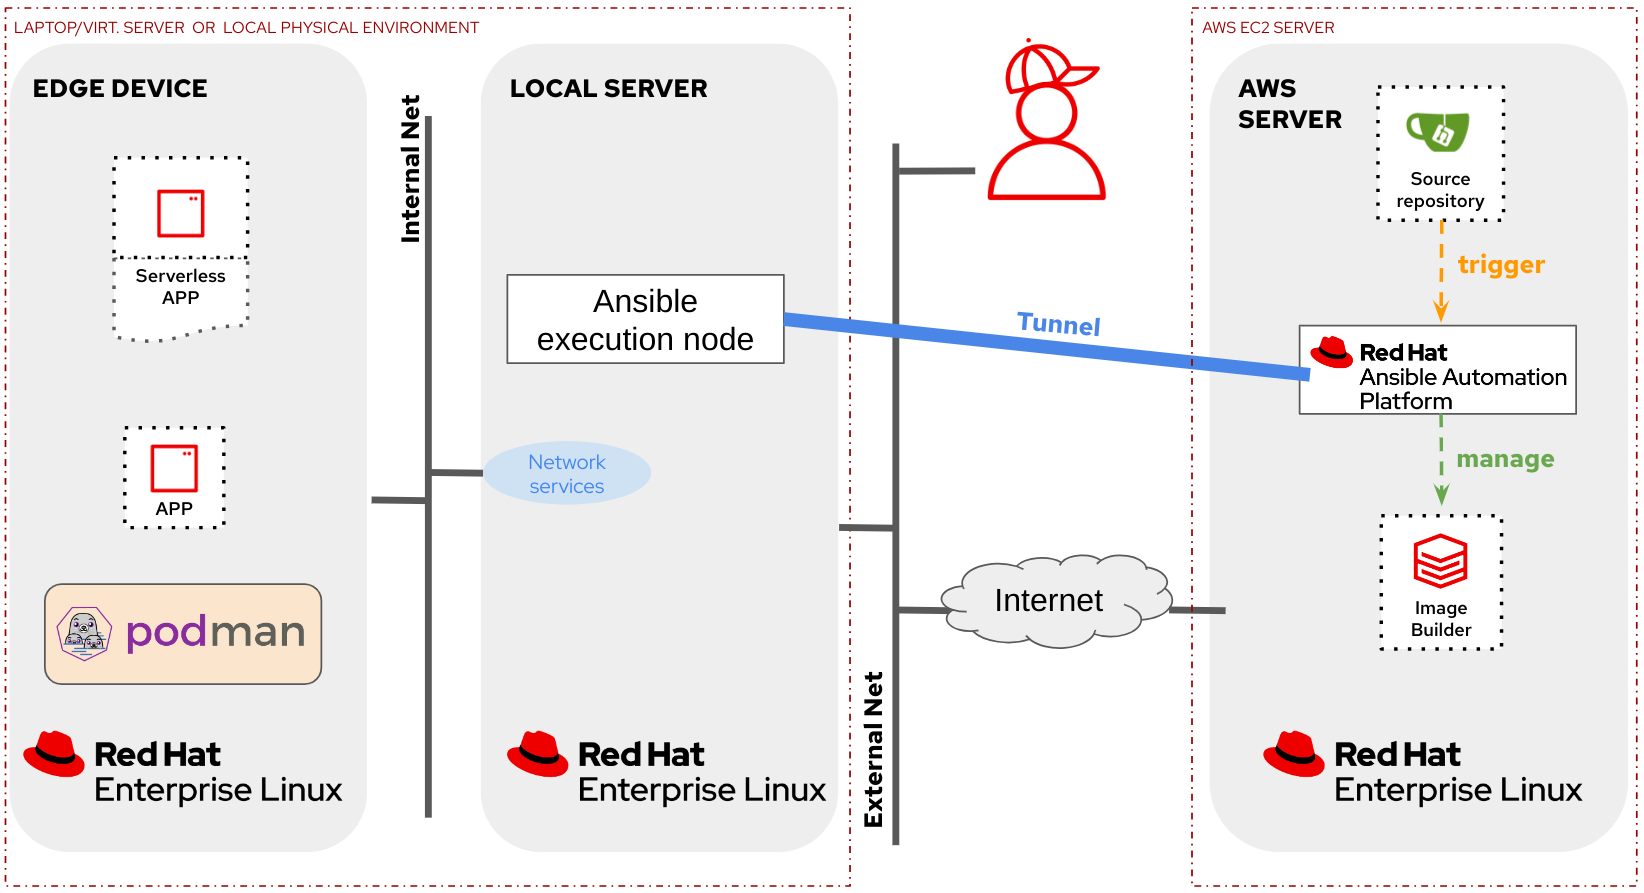 LAPTOP/VIRT. SERVER OR LOCAL PHYSICAL ENVIRONMENT
EDGE DEVICE
Serverless
APP
APP
podman
Red Hat
Enterprise Linux
Internal Net
LOCAL SERVER
Ansible
execution node
Network
services
Red Hat
Enterprise Linux
External Net
Tunnel
Internet
AWS EC2 SERVER
AWS
SERVER
Source
repository
trigger
Red Hat
Ansible Automation
Platform
manage
Image
Builder
Red Hat
Enterprise Linux